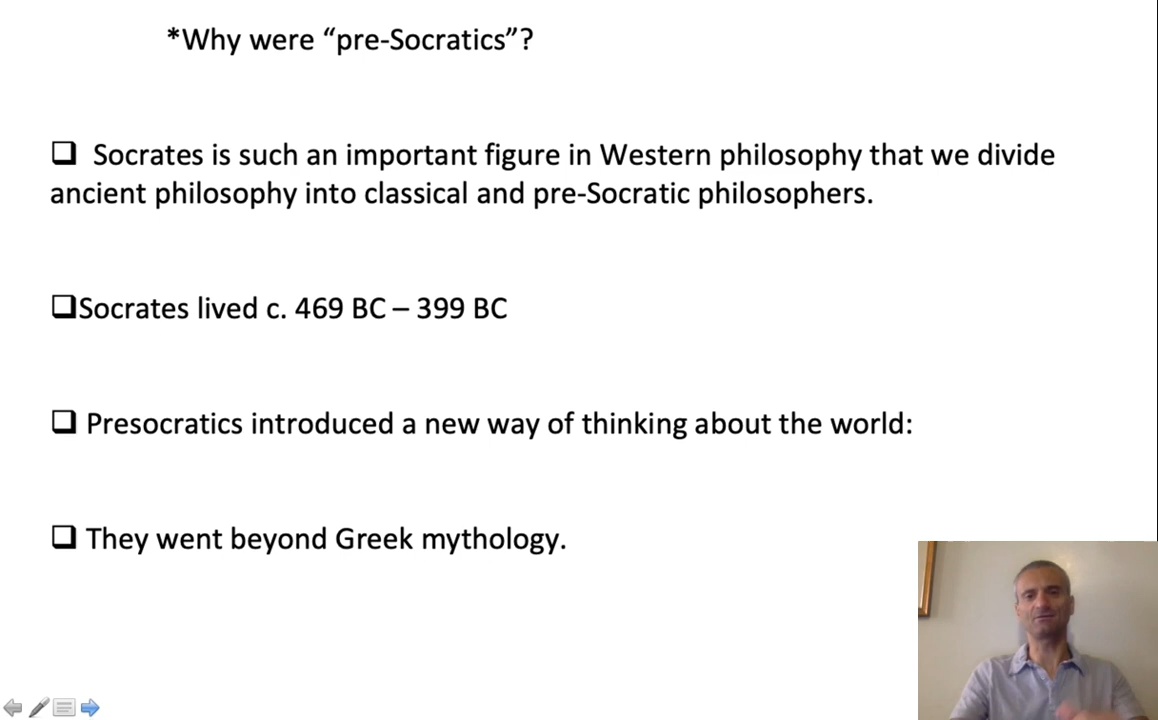 *Why were “pre-Socratics”?
❑ Socrates is such an important figure in Western philosophy that we divide
ancient philosophy into classical and pre-Socratic philosophers.
❑Socrates lived c. 469 BC – 399 BC
❑ Presocratics introduced a new way of thinking about the world:
❑ They went beyond Greek mythology.